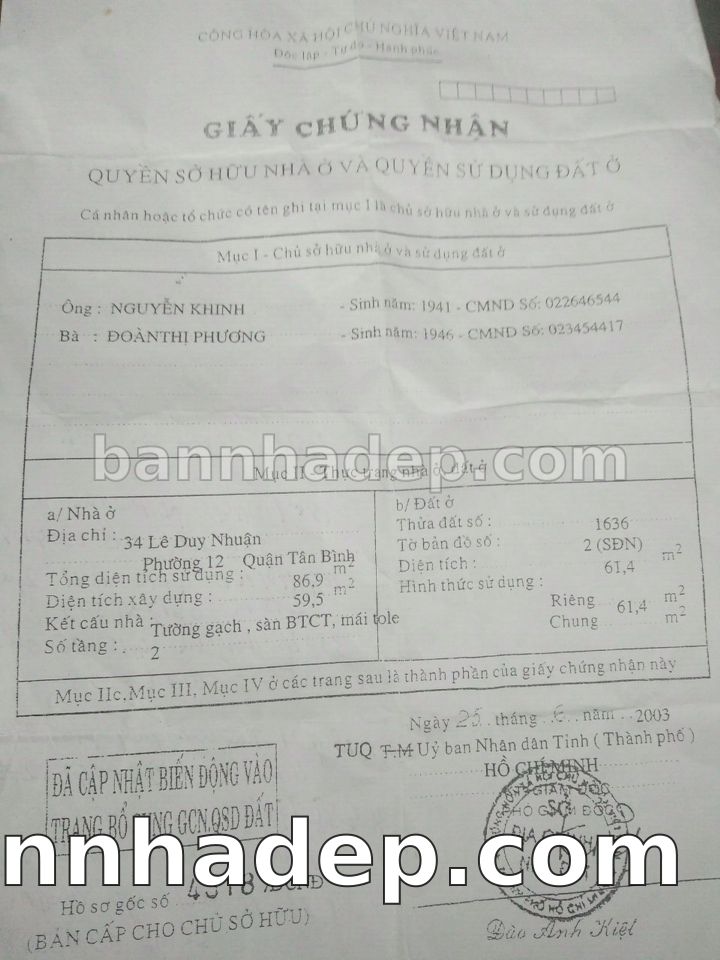 CỘNG HÒA XÃ HỘI CHỦ NGHĨA VIỆT NAM
Độc lập - Tự do - Hạnh phúc
GIẤY CHỨNG NHẬN
QUYỀN SỞ HỮU NHÀ Ở VÀ QUYỀN SỬ DỤNG ĐẤT Ở
Cá nhân hoặc tổ chức có tên ghi tại mục I là chủ sở hữu nhà ở và sử dụng đất ở
Mục I - Chủ sở hữu nhà ở và sử dụng đất ở
Ông : NGUYỄN KHINH - Sinh năm: 1941 - CMND Số: 022646544
Bà : ĐOÀNTHỊ PHƯƠNG - Sinh năm: 1946 - CMND Số: 023454417
bannhadep.com
Mục II - Thực trạng nhà ở, đất ở
a/ Nhà ở
Địa chỉ : 34 Lê Duy Nhuận
Phường 12 Quận Tân Bình
Tổng diện tích sử dụng : 86,9 m2
Diện tích xây dựng : 59,5 m2
Kết cấu nhà : Tường gạch , sàn BTCT, mái tole
Số tầng : 2
b/ Đất ở
Thửa đất số : 1636
Tờ bản đồ số : 2 (SĐN)
Diện tích : 61,4 m2
Hình thức sử dụng :
Riêng 61,4 m2
Chung m2
Mục IIc,Mục III, Mục IV ở các trang sau là thành phần của giấy chứng nhận này
Ngày 25 tháng 6 năm 2003
TUQ T.M Uỷ ban Nhân dân Tỉnh ( Thành phố )
HỒ CHÍ MINH
ĐÃ CẬP NHẬT BIẾN ĐỘNG VÀO
TRANG BỔ SUNG GCN.QSD ĐẤT
GIÁM ĐỐC
nnhadep.com
Hồ sơ gốc số
(BẢN CẤP CHO CHỦ SỞ HỮU)
Đào Anh Kiệt